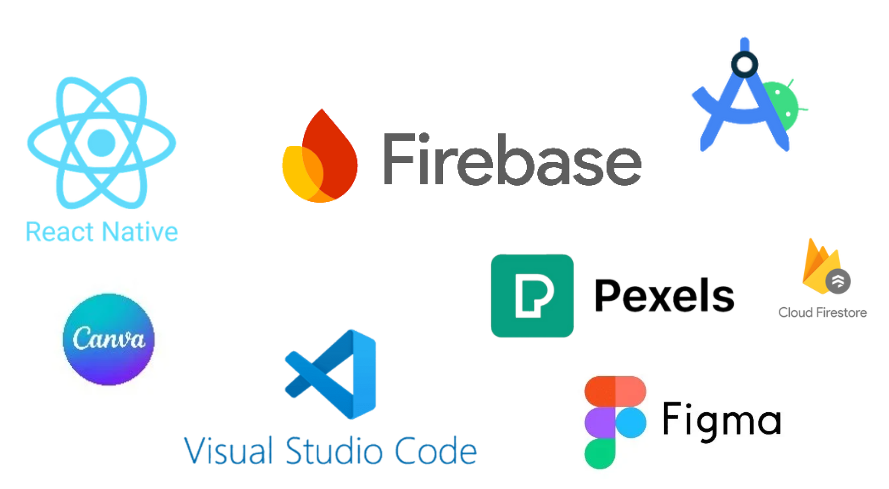 React Native
Firebase
Pexels
Cloud Firestore
Canva
Visual Studio Code
Figma